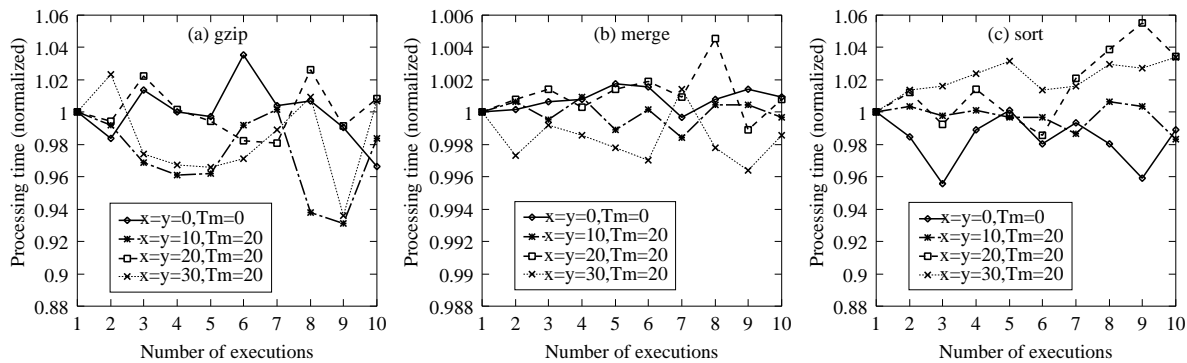 (a) gzip
Processing time (normalized)
1.06
1.04
1.02
1
0.98
0.96
0.94
0.92
0.9
0.88
x=y=0,Tm=0
x=y=10,Tm=20
x=y=20,Tm=20
x=y=30,Tm=20
1 2 3 4 5 6 7 8 9 10
Number of executions
(b) merge
Processing time (normalized)
1.006
1.004
1.002
1
0.998
0.996
0.994
0.992
0.99
0.988
x=y=0,Tm=0
x=y=10,Tm=20
x=y=20,Tm=20
x=y=30,Tm=20
1 2 3 4 5 6 7 8 9 10
Number of executions
(c) sort
Processing time (normalized)
1.06
1.04
1.02
1
0.98
0.96
0.94
0.92
0.9
0.88
x=y=0,Tm=0
x=y=10,Tm=20
x=y=20,Tm=20
x=y=30,Tm=20
1 2 3 4 5 6 7 8 9 10
Number of executions